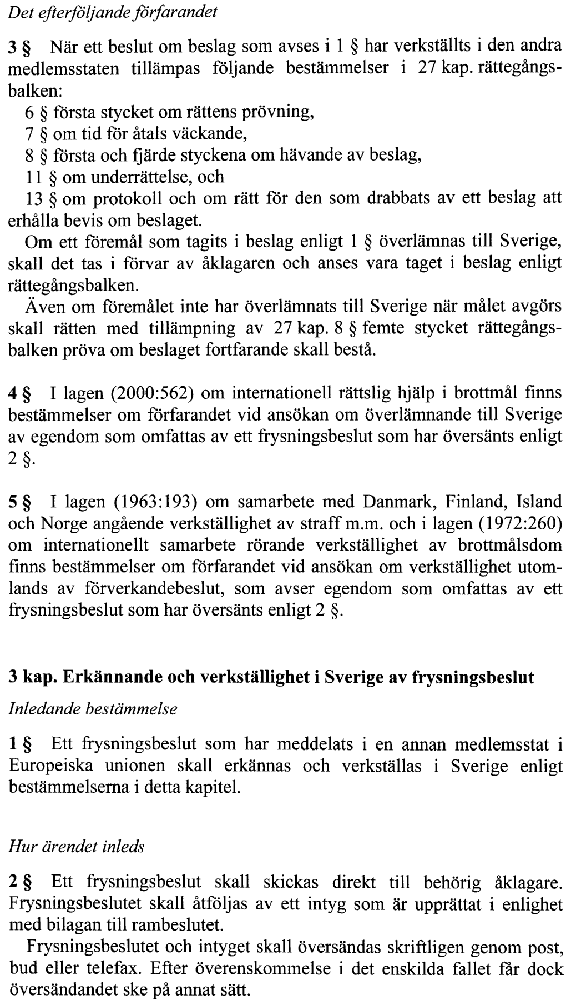 Det efterföljande förfarandet
3 § När ett beslut om beslag som avses i 1 § har verkställts i den andra
medlemsstaten tillämpas följande bestämmelser i 27 kap. rättegångs-
balken:
6 § första stycket om rättens prövning,
7 § om tid för åtals väckande,
8 § första och fjärde styckena om hävande av beslag,
11 § om underrättelse, och
13 § om protokoll och om rätt för den som drabbats av ett beslag att
erhålla bevis om beslaget.
Om ett föremål som tagits i beslag enligt 1 § överlämnas till Sverige,
skall det tas i förvar av åklagaren och anses vara taget i beslag enligt
rättegångsbalken.
Även om föremålet inte har överlämnats till Sverige när målet avgörs
skall rätten med tillämpning av 27 kap. 8 § femte stycket rättegångs-
balken pröva om beslaget fortfarande skall bestå.
4 § I lagen (2000:562) om internationell rättslig hjälp i brottmål finns
bestämmelser om förfarandet vid ansökan om överlämnande till Sverige
av egendom som omfattas av ett frysningsbeslut som har översänts enligt
2 §.
5 § I lagen (1963:193) om samarbete med Danmark, Finland, Island
och Norge angående verkställighet av straff m.m. och i lagen (1972:260)
om internationellt samarbete rörande verkställighet av brottmålsdom
finns bestämmelser om förfarandet vid ansökan om verkställighet utom-
lands av förverkandebeslut, som avser egendom som omfattas av ett
frysningsbeslut som har översänts enligt 2 §.
3 kap. Erkännande och verkställighet i Sverige av frysningsbeslut
Inledande bestämmelse
1 § Ett frysningsbeslut som har meddelats i en annan medlemsstat i
Europeiska unionen skall erkännas och verkställas i Sverige enligt
bestämmelserna i detta kapitel.
Hur ärendet inleds
2 § Ett frysningsbeslut skall skickas direkt till behörig åklagare.
Frysningsbeslutet skall åtföljas av ett intyg som är upprättat i enlighet
med bilagan till rambeslutet.
Frysningsbeslutet och intyget skall översändas skriftligen genom post,
bud eller telefax. Efter överenskommelse i det enskilda fallet får dock
översändandet ske på annat sätt.